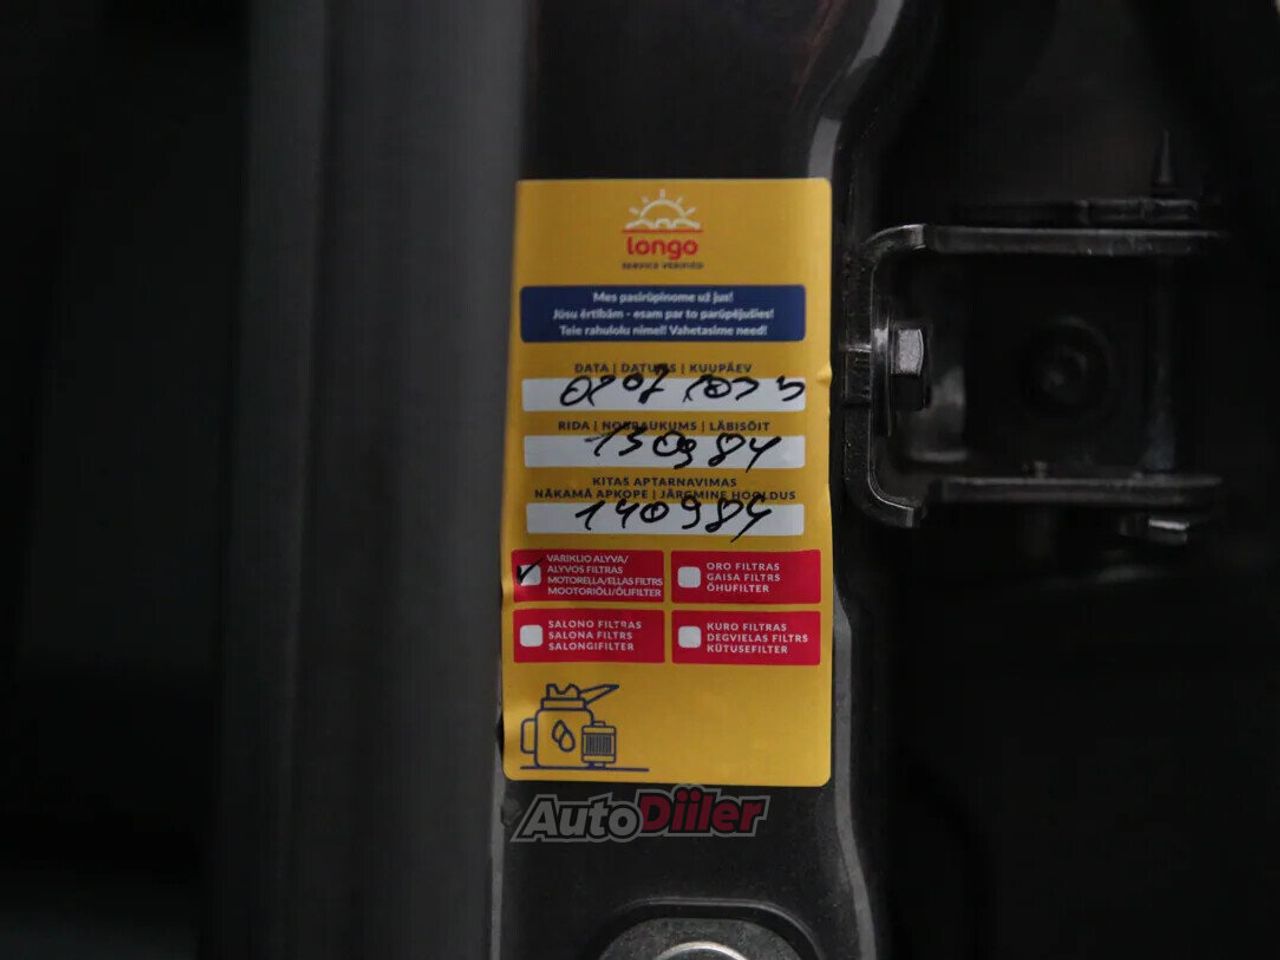 longo
SERVICE VERIFIED
Mes pasirūpinome už jus!
Jūsu ērtībām - esam par to parūpējušies!
Teie rahulolu nimel! Vahetasime need!
DATA | DATUMS | KUUPÄEV
RIDA | NOBRAUKUMS | LÄBISÕIT
130984
KITAS APTARNAVIMAS
NĀKAMĀ APKOPE | JÄRGMINE HOOLDUS
140984
VARIKLIO ALYVA/
ALYVOS FILTRAS
MOTOREĻĻA/EĻĻAS FILTRS
MOOTORIÕLI/ÕLIFILTER
ORO FILTRAS
GAISA FILTRS
ÕHUFILTER
SALONO FILTRAS
SALONA FILTRS
SALONGIFILTER
KURO FILTRAS
DEGVIELAS FILTRS
KÜTUSEFILTER
AutoDiiler